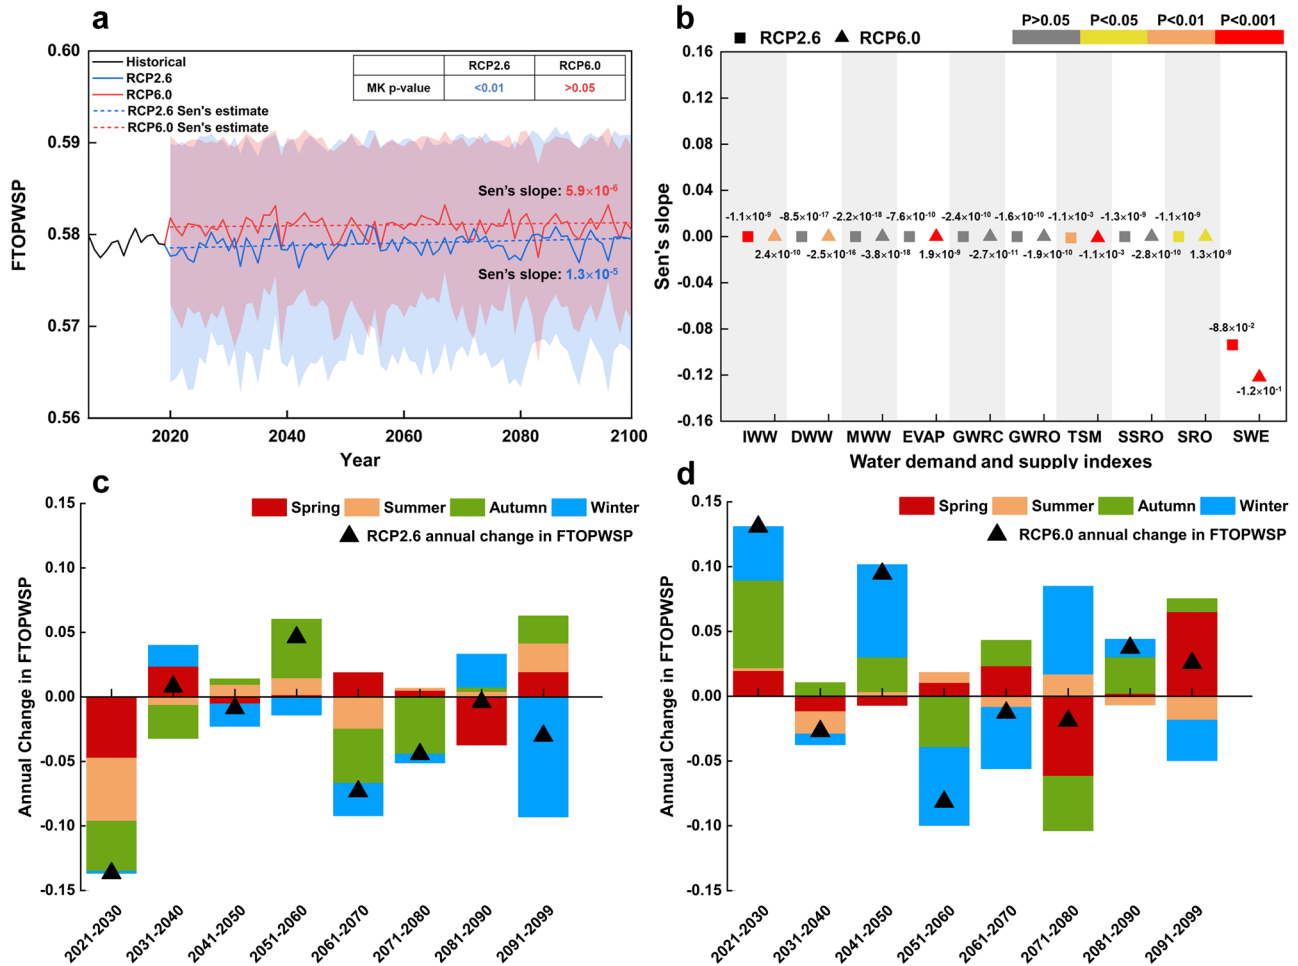 a
0.60
0.59
0.58
0.57
0.56
FTOPWSP
Historical
RCP2.6
RCP6.0
RCP2.6 Sen's estimate
RCP6.0 Sen's estimate
RCP2.6 RCP6.0
MK p-value <0.01 >0.05
Sen's slope: 5.9×10⁻⁶
Sen's slope: 1.3×10⁻⁵
2020 2040 2060 2080 2100
Year
b
P>0.05 P<0.05 P<0.01 P<0.001
RCP2.6 RCP6.0
0.16
0.12
0.08
0.04
0.00
-0.04
-0.08
-0.12
-0.16
Sen's slope
-1.1×10⁻⁹ -8.5×10⁻¹⁷ -2.2×10⁻¹⁸ -7.6×10⁻¹⁰ -2.4×10⁻¹⁰ -1.6×10⁻¹⁰ -1.1×10⁻³ -1.3×10⁻⁹ -1.1×10⁻⁹
2.4×10⁻¹⁰ -2.5×10⁻¹⁶ -3.8×10⁻¹⁸ 1.9×10⁻⁹ -2.7×10⁻¹¹ -1.9×10⁻¹⁰ -1.1×10⁻³ -2.8×10⁻¹⁰ 1.3×10⁻⁹
-8.8×10⁻²
-1.2×10⁻¹
IWW DWW MWW EVAP GWRC GWRO TSM SSRO SRO SWE
Water demand and supply indexes
c
0.15
0.10
0.05
0.00
-0.05
-0.10
-0.15
Annual Change in FTOPWSP
Spring Summer Autumn Winter
RCP2.6 annual change in FTOPWSP
2021-2030 2031-2040 2041-2050 2051-2060 2061-2070 2071-2080 2081-2090 2091-2099
d
0.15
0.10
0.05
0.00
-0.05
-0.10
-0.15
Annual Change in FTOPWSP
Spring Summer Autumn Winter
RCP6.0 annual change in FTOPWSP
2021-2030 2031-2040 2041-2050 2051-2060 2061-2070 2071-2080 2081-2090 2091-2099